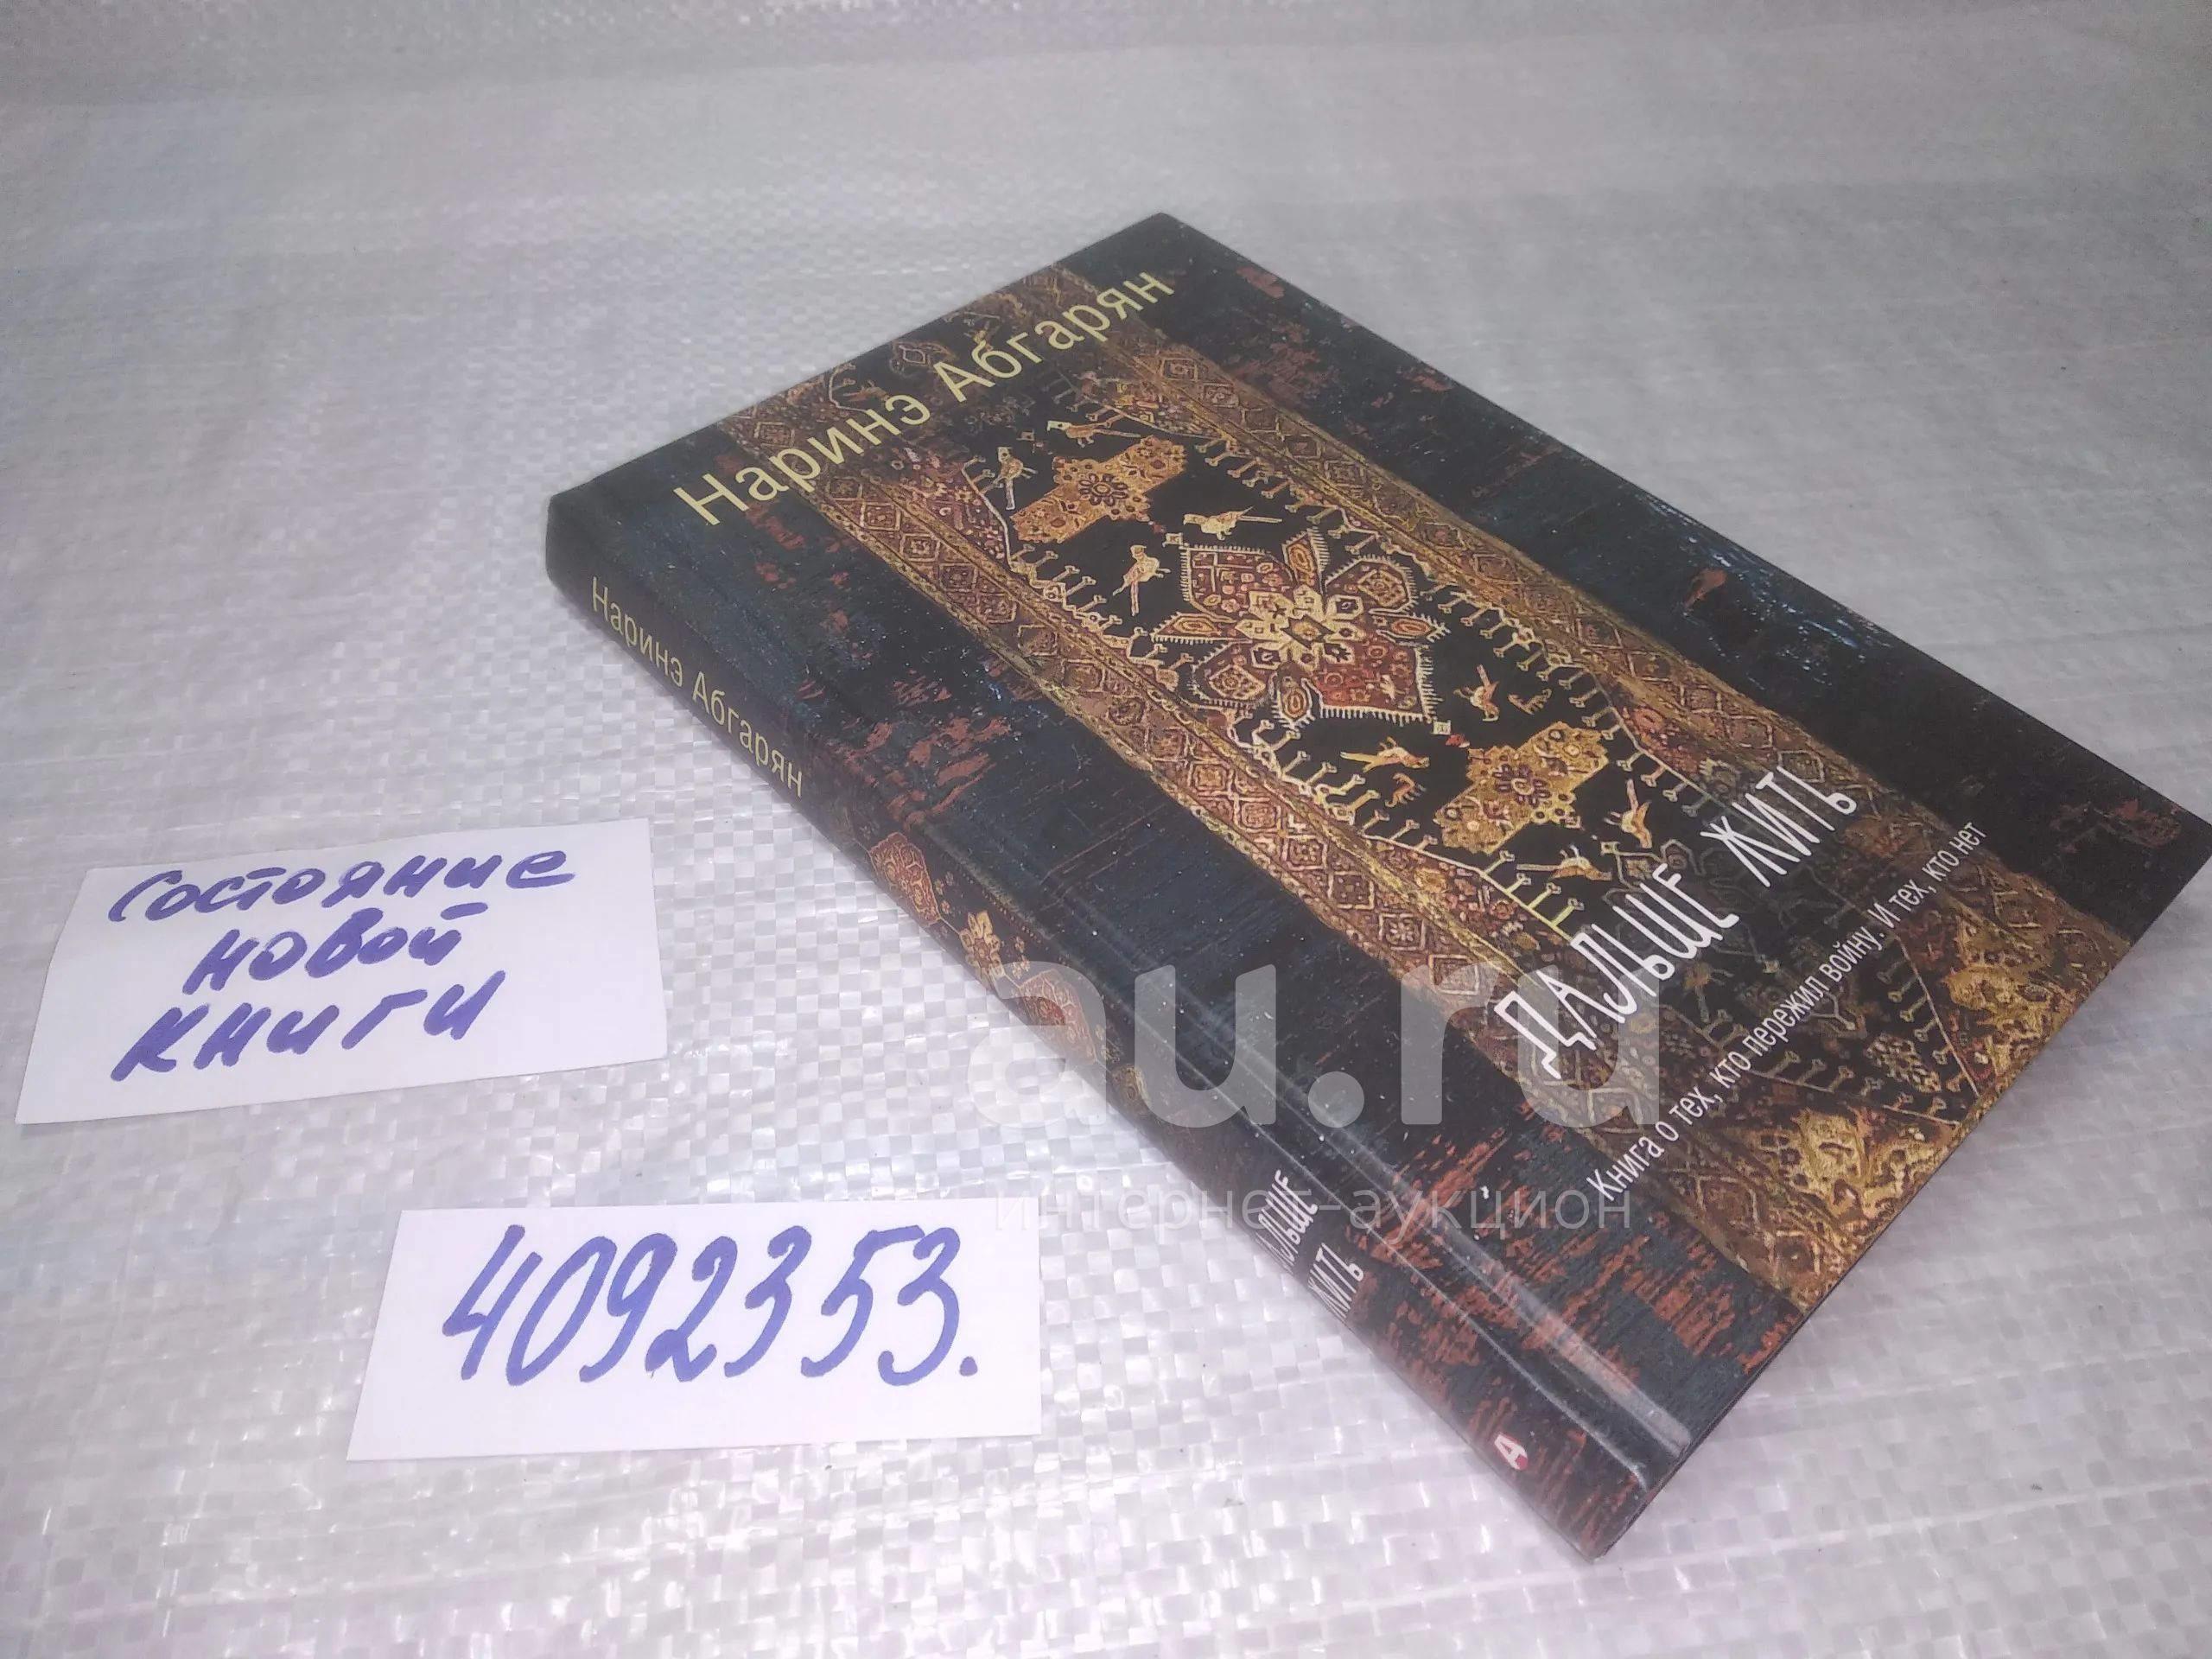 Наринэ Абгарян
ДАЛЬШЕ ЖИТЬ
Книга о тех, кто пережил войну. И тех, кто нет
Наринэ Абгарян
ДАЛЬШЕ
ЖИТЬ
А
Состояние
новой
книги
4092353.
au.ru
интернет-аукцион